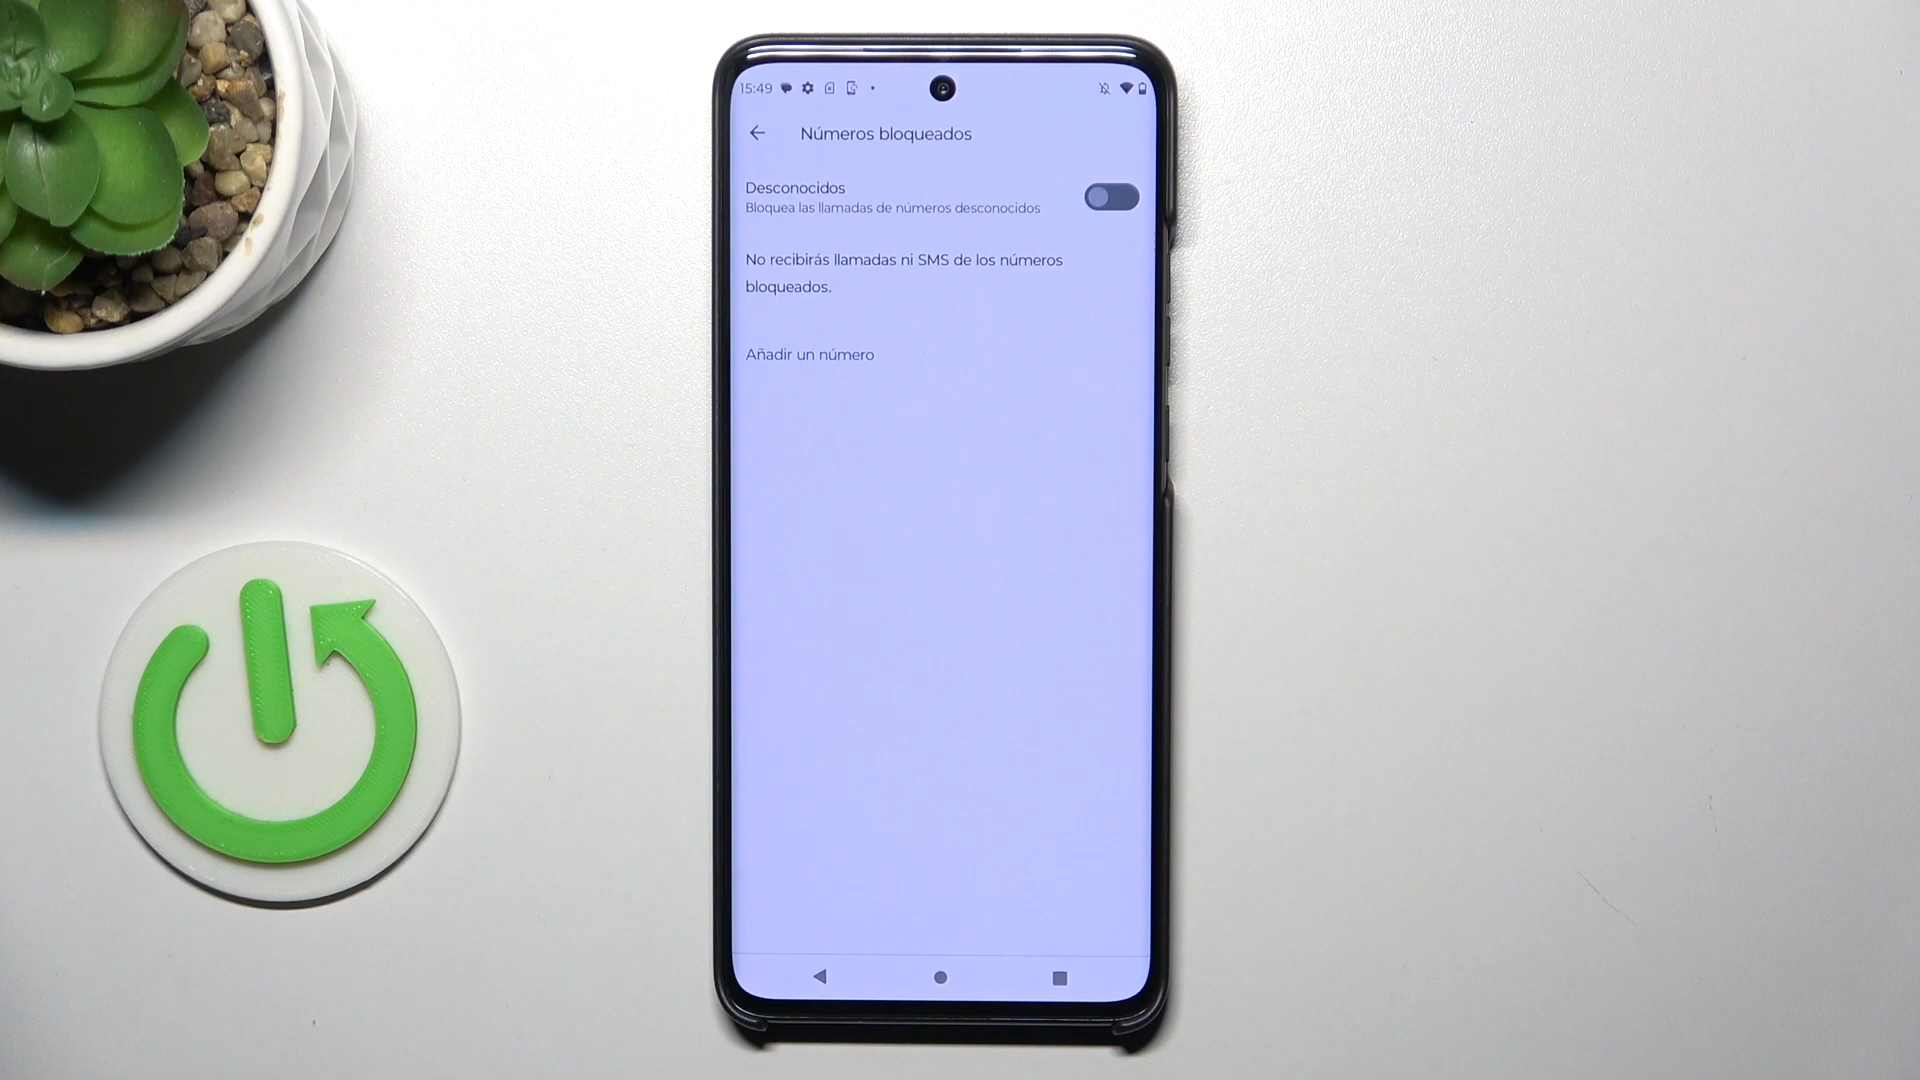 15:49
Números bloqueados
Desconocidos
Bloquea las llamadas de números desconocidos
No recibirás llamadas ni SMS de los números
bloqueados.
Añadir un número